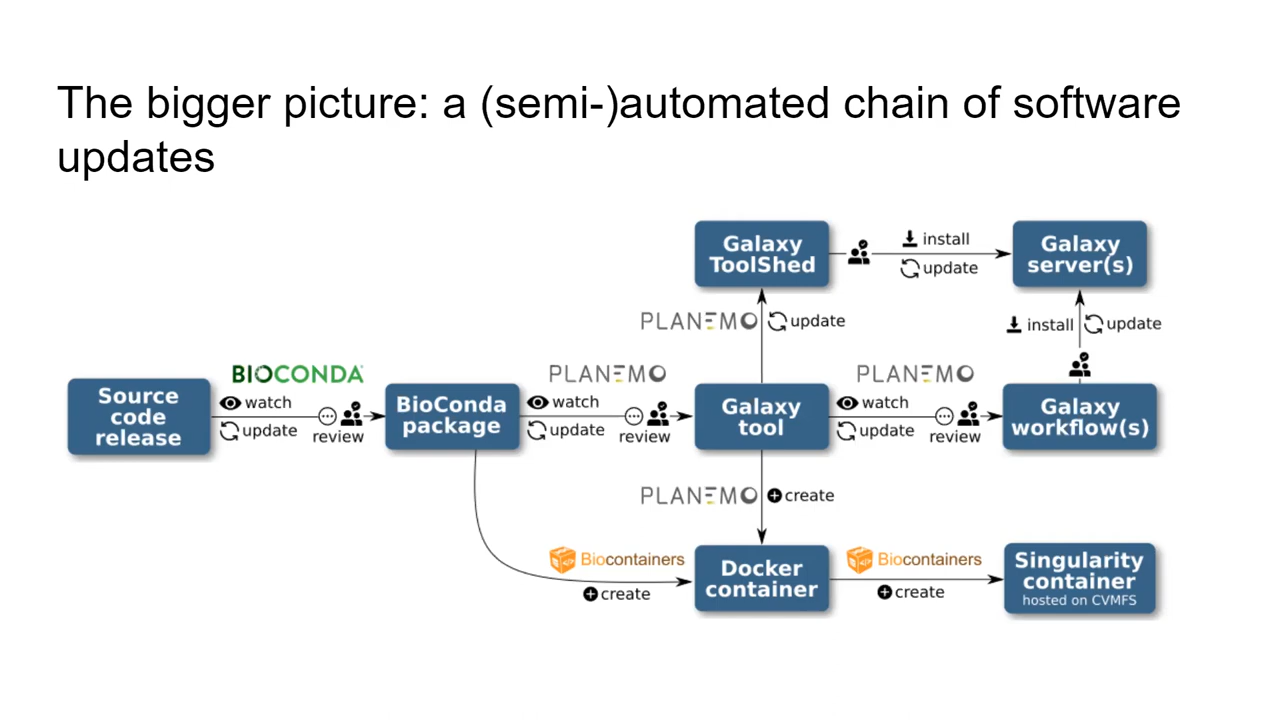 The bigger picture: a (semi-)automated chain of software
updates
Galaxy
ToolShed
install
update
Galaxy
server(s)
PLANEMO
update
install
update
BIOCONDA
PLANEMO
PLANEMO
Source
code
release
watch
update
review
BioConda
package
watch
update
review
Galaxy
tool
watch
update
review
Galaxy
workflow(s)
PLANEMO
create
Biocontainers
create
Docker
container
Biocontainers
create
Singularity
container
hosted on CVMFS